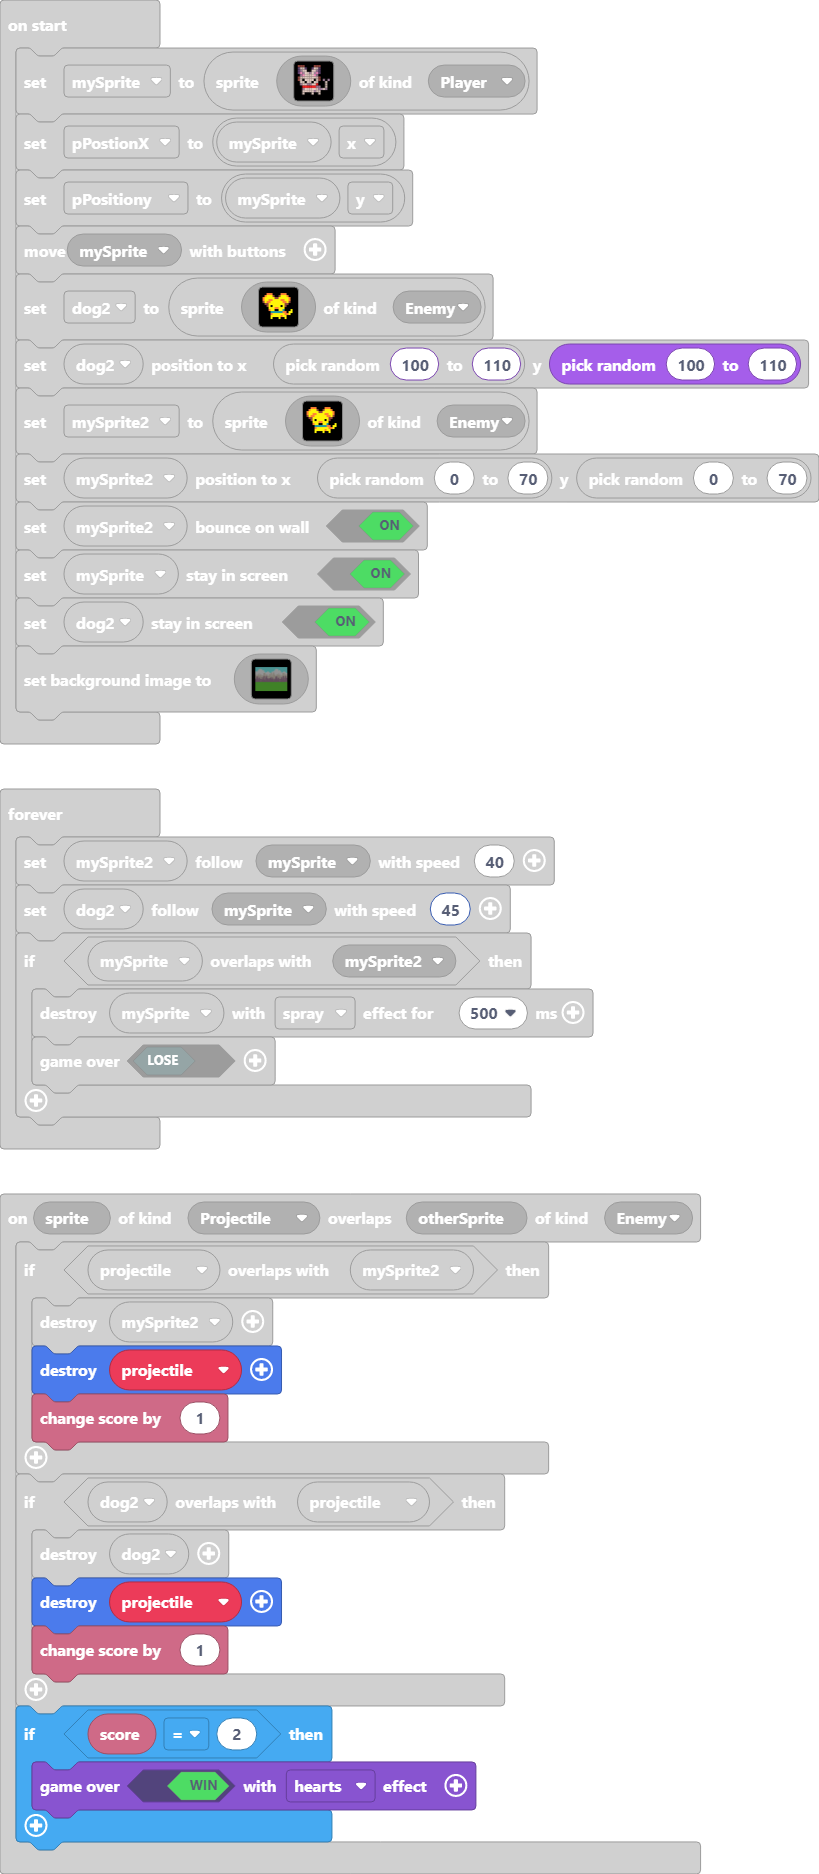 on start
set mySprite to sprite of kind Player
set pPostionX to mySprite x
set pPositiony to mySprite y
move mySprite with buttons
set dog2 to sprite of kind Enemy
set dog2 position to x pick random 100 to 110 y pick random 100 to 110
set mySprite2 to sprite of kind Enemy
set mySprite2 position to x pick random 0 to 70 y pick random 0 to 70
set mySprite2 bounce on wall ON
set mySprite stay in screen ON
set dog2 stay in screen ON
set background image to
forever
set mySprite2 follow mySprite with speed 40
set dog2 follow mySprite with speed 45
if mySprite overlaps with mySprite2 then
destroy mySprite with spray effect for 500 ms
game over LOSE
on sprite of kind Projectile overlaps otherSprite of kind Enemy
if projectile overlaps with mySprite2 then
destroy mySprite2
destroy projectile
change score by 1
if dog2 overlaps with projectile then
destroy dog2
destroy projectile
change score by 1
if score = 2 then
game over WIN with hearts effect